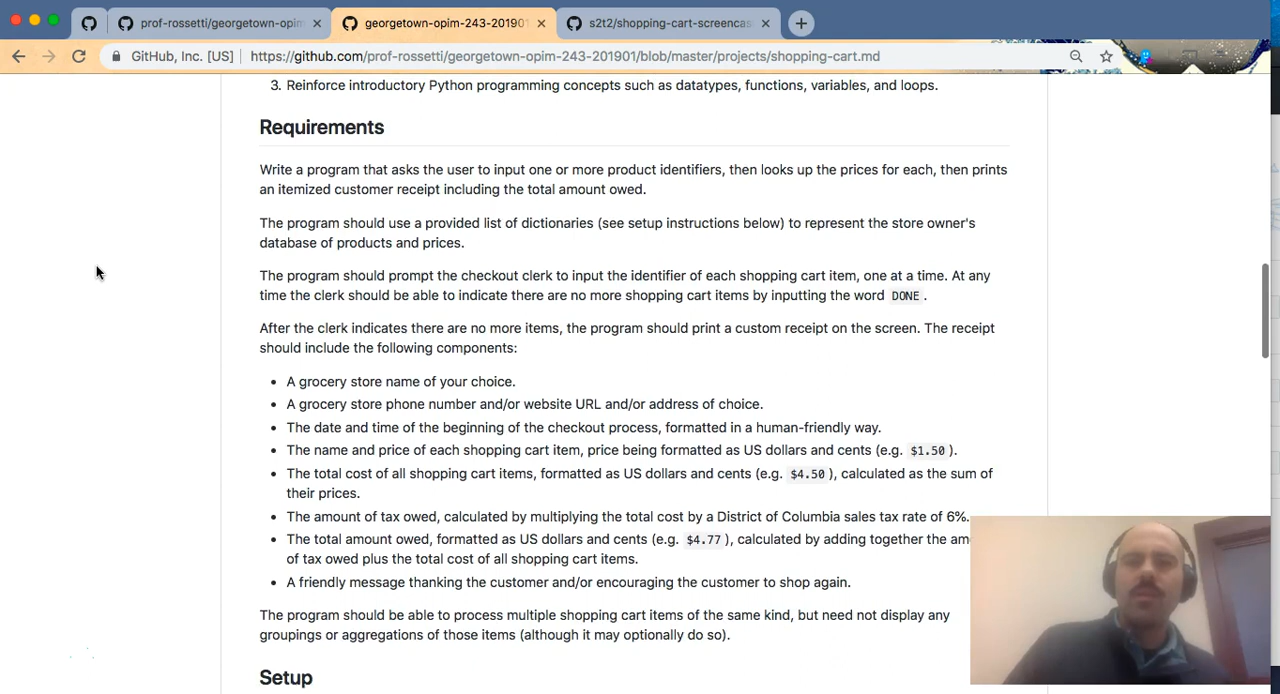 prof-rossetti/georgetown-opim
georgetown-opim-243-20190
s2t2/shopping-cart-screencas
GitHub, Inc. [US]
https://github.com/prof-rossetti/georgetown-opim-243-201901/blob/master/projects/shopping-cart.md
3. Reinforce introductory Python programming concepts such as datatypes, functions, variables, and loops.
Requirements
Write a program that asks the user to input one or more product identifiers, then looks up the prices for each, then prints
an itemized customer receipt including the total amount owed.
The program should use a provided list of dictionaries (see setup instructions below) to represent the store owner's
database of products and prices.
The program should prompt the checkout clerk to input the identifier of each shopping cart item, one at a time. At any
time the clerk should be able to indicate there are no more shopping cart items by inputting the word DONE .
After the clerk indicates there are no more items, the program should print a custom receipt on the screen. The receipt
should include the following components:
• A grocery store name of your choice.
• A grocery store phone number and/or website URL and/or address of choice.
• The date and time of the beginning of the checkout process, formatted in a human-friendly way.
• The name and price of each shopping cart item, price being formatted as US dollars and cents (e.g. $1.50 ).
• The total cost of all shopping cart items, formatted as US dollars and cents (e.g. $4.50 ), calculated as the sum of
their prices.
• The amount of tax owed, calculated by multiplying the total cost by a District of Columbia sales tax rate of 6%.
• The total amount owed, formatted as US dollars and cents (e.g. $4.77 ), calculated by adding together the am
of tax owed plus the total cost of all shopping cart items.
• A friendly message thanking the customer and/or encouraging the customer to shop again.
The program should be able to process multiple shopping cart items of the same kind, but need not display any
groupings or aggregations of those items (although it may optionally do so).
Setup